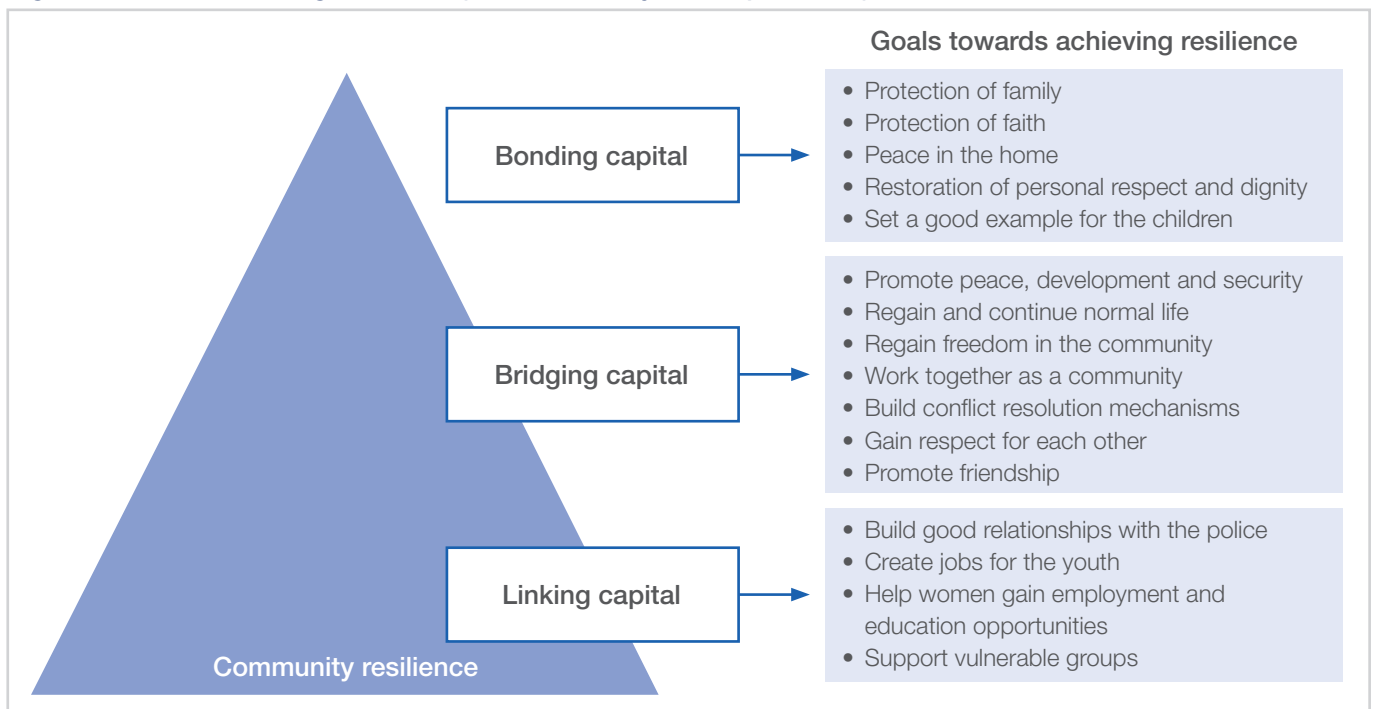 Goals towards achieving resilience
Bonding capital
• Protection of family
• Protection of faith
• Peace in the home
• Restoration of personal respect and dignity
• Set a good example for the children
Bridging capital
• Promote peace, development and security
• Regain and continue normal life
• Regain freedom in the community
• Work together as a community
• Build conflict resolution mechanisms
• Gain respect for each other
• Promote friendship
Linking capital
• Build good relationships with the police
• Create jobs for the youth
• Help women gain employment and
education opportunities
• Support vulnerable groups
Community resilience